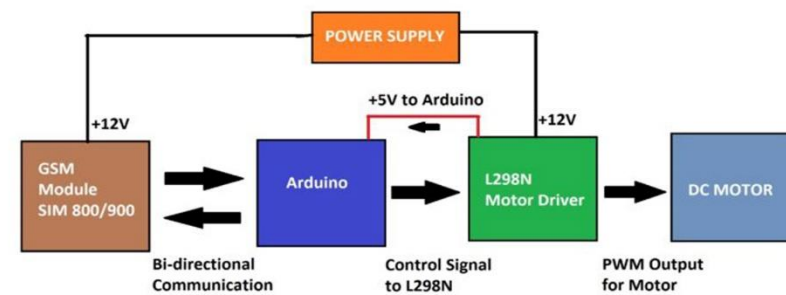 POWER SUPPLY
+5V to Arduino
+12V
+12V
GSM
Module
SIM 800/900
Arduino
L298N
Motor Driver
DC MOTOR
Bi-directional
Communication
Control Signal
to L298N
PWM Output
for Motor